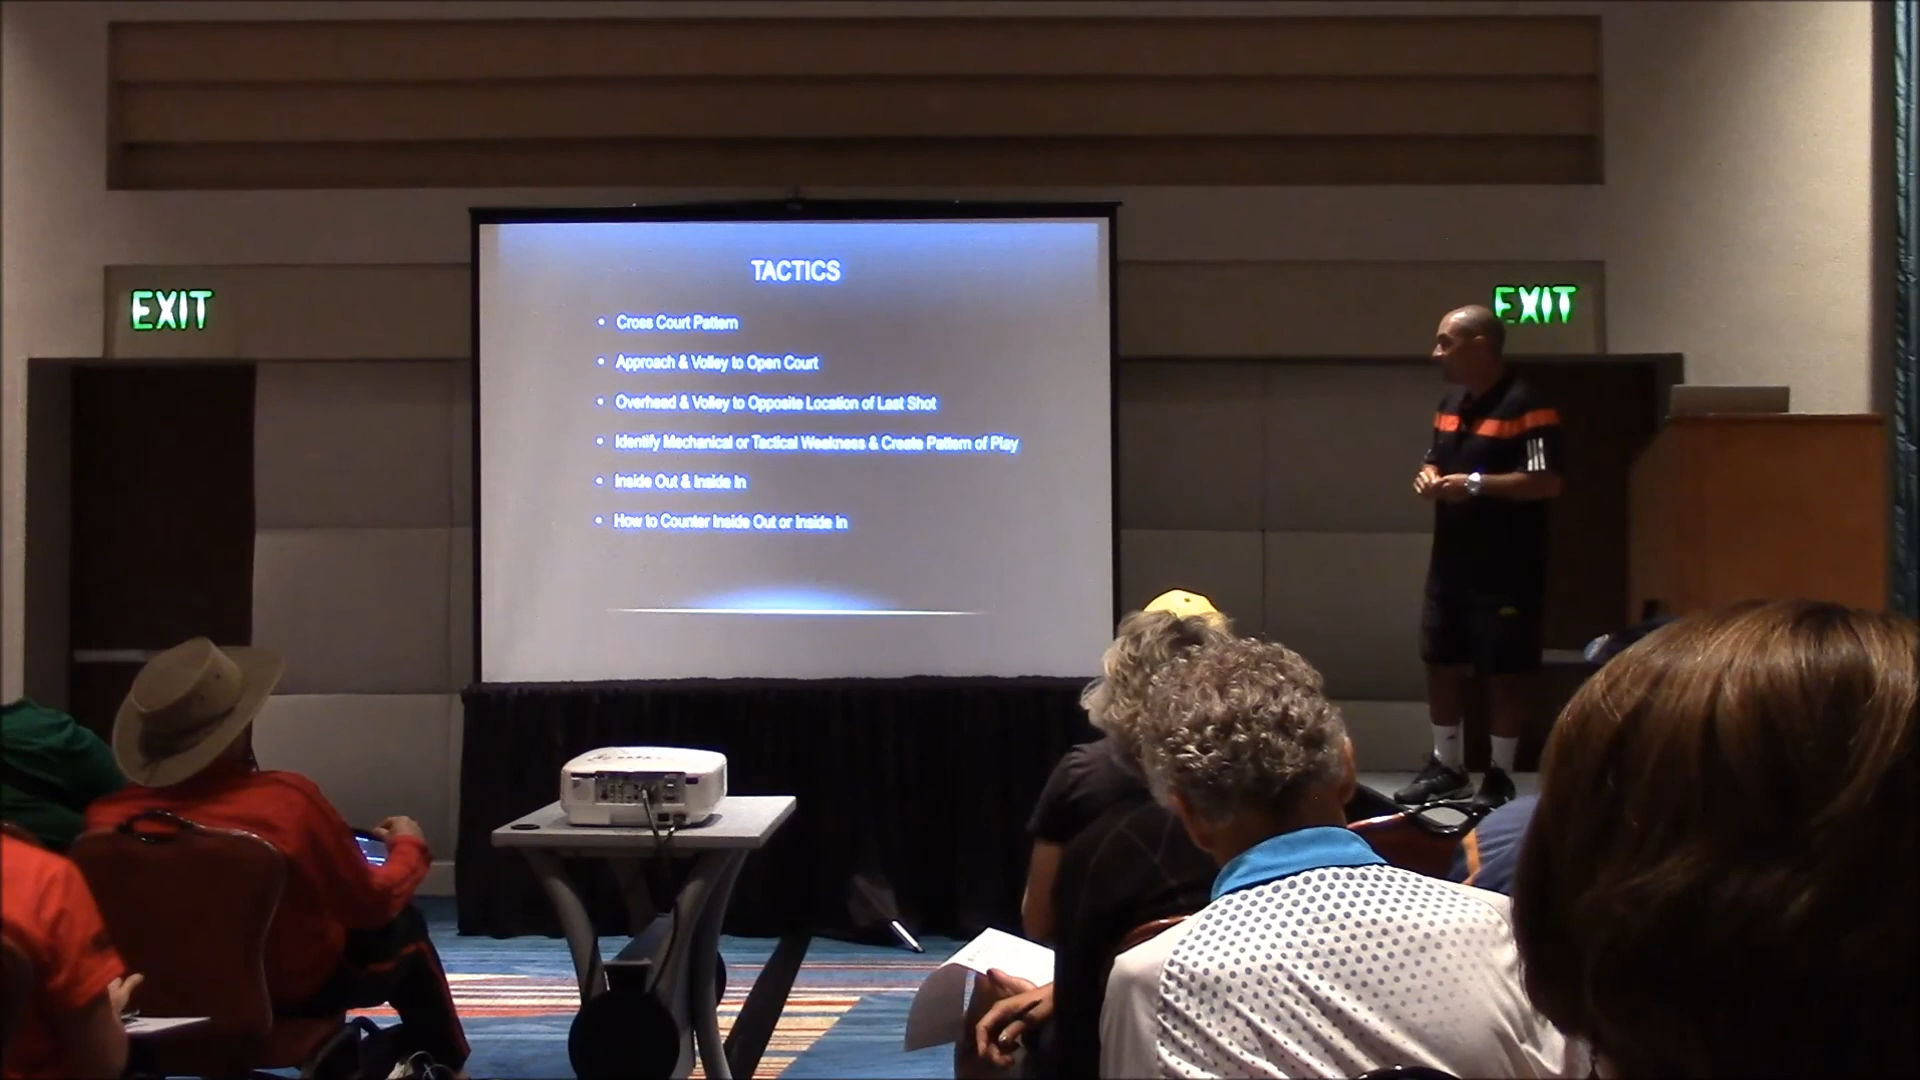 TACTICS
EXIT
EXIT
• Cross Court Pattern
• Approach & Volley to Open Court
• Overhead & Volley to Opposite Location of Last Shot
• Identify Mechanical or Tactical Weakness & Create Pattern of Play
• Inside Out & Inside In
• How to Counter Inside Out or Inside In